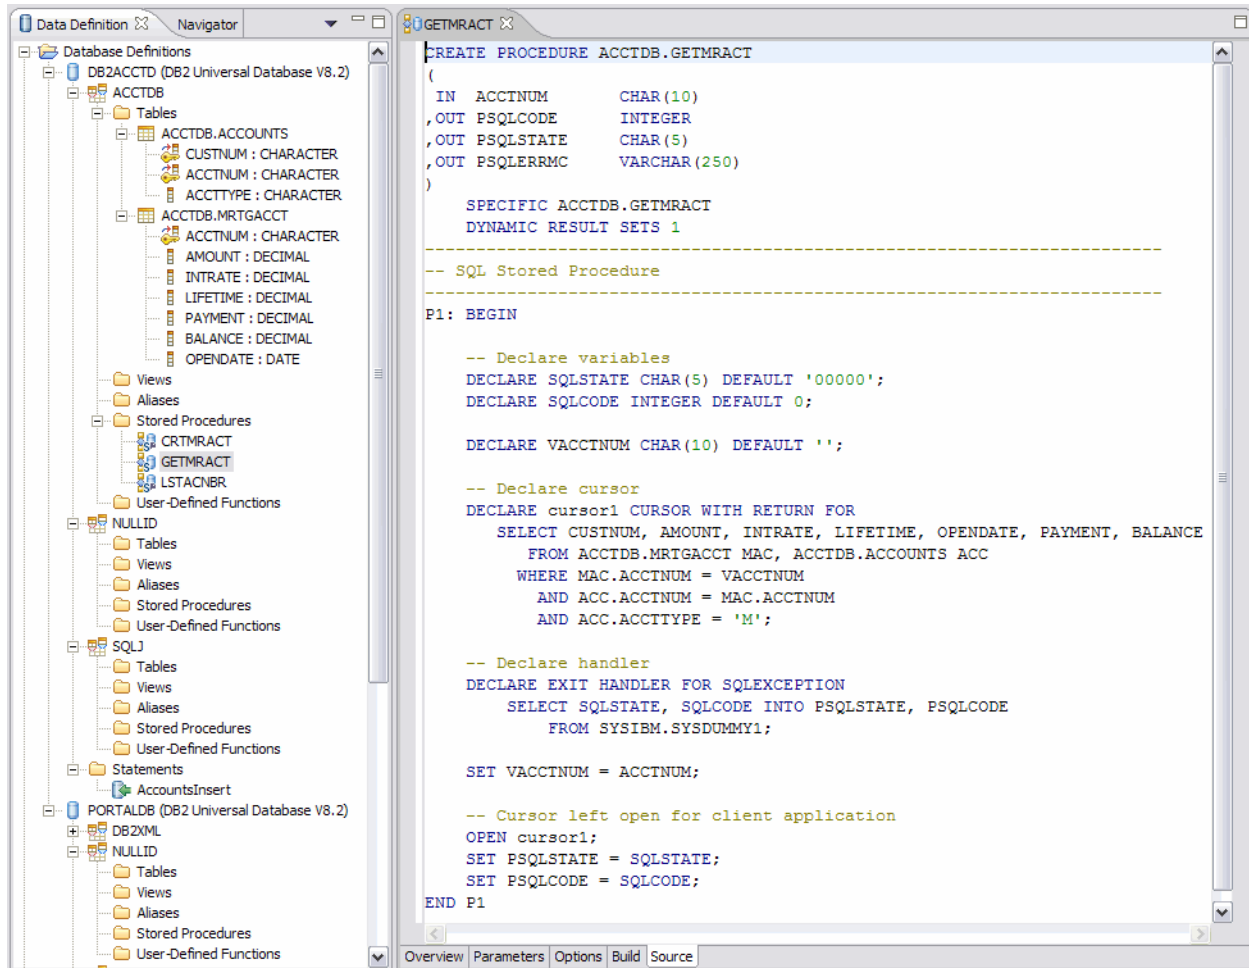 Data Definition
Navigator
Database Definitions
DB2ACCTD (DB2 Universal Database V8.2)
ACCTDB
Tables
ACCTDB.ACCOUNTS
CUSTNUM : CHARACTER
ACCTNUM : CHARACTER
ACCTTYPE : CHARACTER
ACCTDB.MRTGACCT
ACCTNUM : CHARACTER
AMOUNT : DECIMAL
INTRATE : DECIMAL
LIFETIME : DECIMAL
PAYMENT : DECIMAL
BALANCE : DECIMAL
OPENDATE : DATE
Views
Aliases
Stored Procedures
CRTMRACT
GETMRACT
LSTACNBR
User-Defined Functions
NULLID
Tables
Views
Aliases
Stored Procedures
User-Defined Functions
SQLJ
Tables
Views
Aliases
Stored Procedures
User-Defined Functions
Statements
AccountsInsert
PORTALDB (DB2 Universal Database V8.2)
DB2XML
NULLID
Tables
Views
Aliases
Stored Procedures
User-Defined Functions
GETMRACT
CREATE PROCEDURE ACCTDB.GETMRACT
(
IN ACCTNUM CHAR(10)
,OUT PSQLCODE INTEGER
,OUT PSQLSTATE CHAR(5)
,OUT PSQLERRMC VARCHAR(250)
)
SPECIFIC ACCTDB.GETMRACT
DYNAMIC RESULT SETS 1
------------------------------------------------------------------------
-- SQL Stored Procedure
------------------------------------------------------------------------
P1: BEGIN
-- Declare variables
DECLARE SQLSTATE CHAR(5) DEFAULT '00000';
DECLARE SQLCODE INTEGER DEFAULT 0;
DECLARE VACCTNUM CHAR(10) DEFAULT '';
-- Declare cursor
DECLARE cursor1 CURSOR WITH RETURN FOR
SELECT CUSTNUM, AMOUNT, INTRATE, LIFETIME, OPENDATE, PAYMENT, BALANCE
FROM ACCTDB.MRTGACCT MAC, ACCTDB.ACCOUNTS ACC
WHERE MAC.ACCTNUM = VACCTNUM
AND ACC.ACCTNUM = MAC.ACCTNUM
AND ACC.ACCTTYPE = 'M';
-- Declare handler
DECLARE EXIT HANDLER FOR SQLEXCEPTION
SELECT SQLSTATE, SQLCODE INTO PSQLSTATE, PSQLCODE
FROM SYSIBM.SYSDUMMY1;
SET VACCTNUM = ACCTNUM;
-- Cursor left open for client application
OPEN cursor1;
SET PSQLSTATE = SQLSTATE;
SET PSQLCODE = SQLCODE;
END P1
Overview Parameters Options Build Source